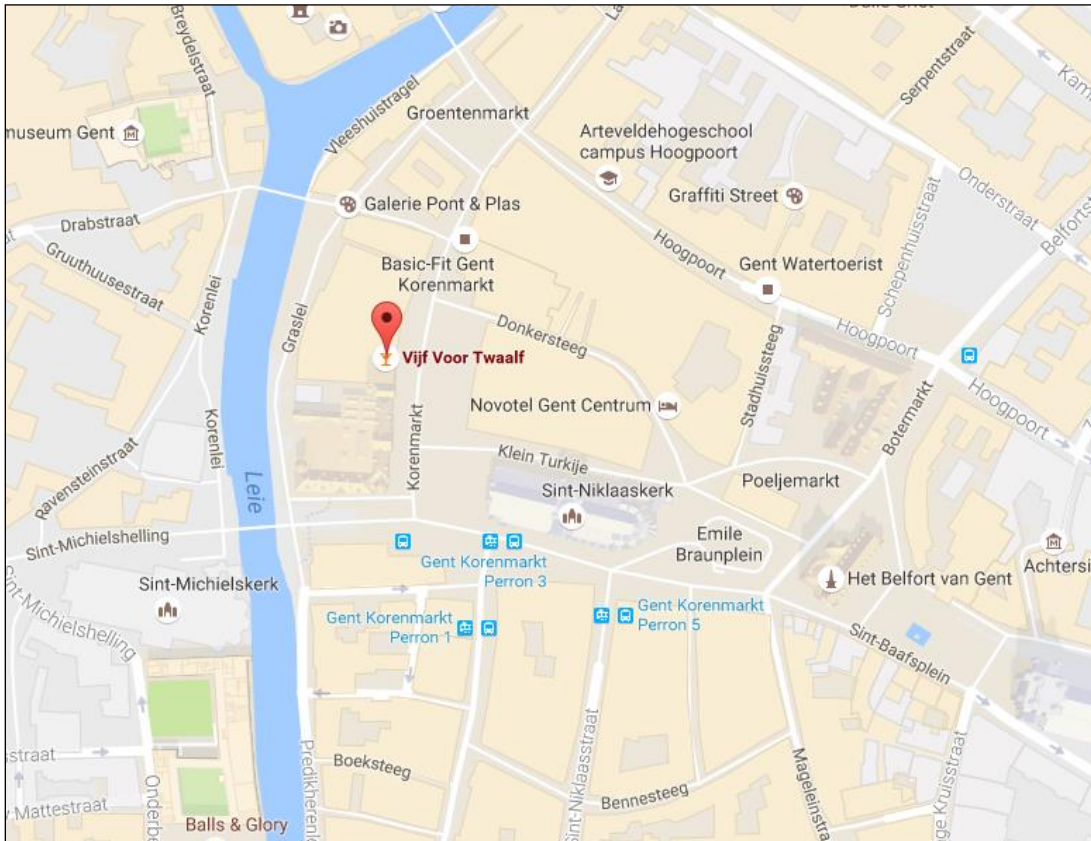 Breydelstraat
Serpentstraat
Vleeshuistragel
Groentenmarkt
museum Gent
Arteveldehogeschool
campus Hoogpoort
Onderstraat
Graffiti Street
Galerie Pont & Plas
Drabstraat
Schepenhuisstraat
Hoogpoort
Gruuthuusestraat
Basic-Fit Gent
Korenmarkt
Gent Watertoerist
Korenlei
Graslei
Donkersteeg
Hoogpoort
Vijf Voor Twaalf
Stadhuissteeg
Hoogpoort
Novotel Gent Centrum
Botermarkt
Korenlei
Korenmarkt
Klein Turkije
Ravensteinstraat
Leie
Poeljemarkt
Sint-Niklaaskerk
Emile
Braunplein
Sint-Michielshelling
Gent Korenmarkt
Perron 3
Het Belfort van Gent
Sint-Michielskerk
Gent Korenmarkt
Perron 5
Gent Korenmarkt
Perron 1
Sint-Michielshelling
Sint-Baafsplein
Boeksteeg
Sint-Niklaasstraat
Bennesteeg
Mattestraat
Balls & Glory